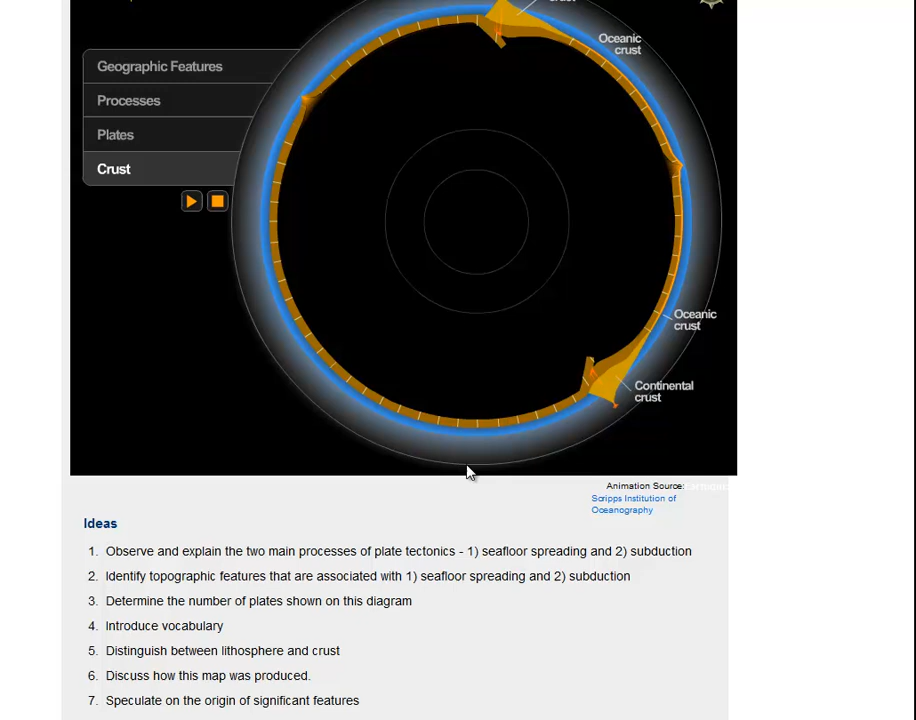 Oceanic
crust
Geographic Features
Processes
Plates
Crust
Oceanic
crust
Continental
crust
Animation Source:
Scripps Institution of
Oceanography
Ideas
1. Observe and explain the two main processes of plate tectonics - 1) seafloor spreading and 2) subduction
2. Identify topographic features that are associated with 1) seafloor spreading and 2) subduction
3. Determine the number of plates shown on this diagram
4. Introduce vocabulary
5. Distinguish between lithosphere and crust
6. Discuss how this map was produced.
7. Speculate on the origin of significant features